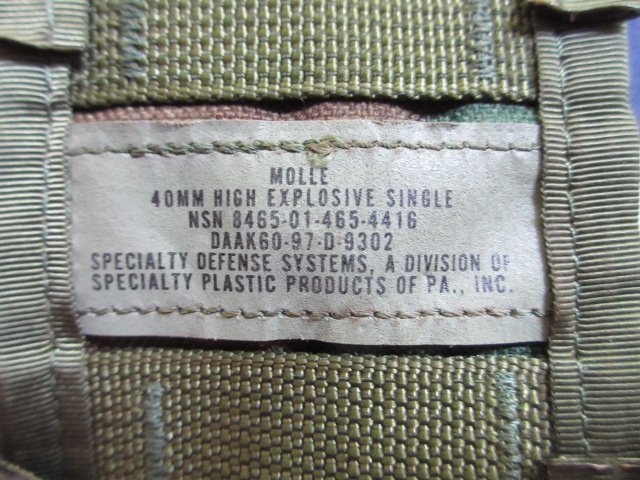 MOLLE
40MM HIGH EXPLOSIVE SINGLE
NSN 8465-01-465-4416
DAAK60-97-D-9302
SPECIALTY DEFENSE SYSTEMS, A DIVISION OF
SPECIALTY PLASTIC PRODUCTS OF PA., INC.